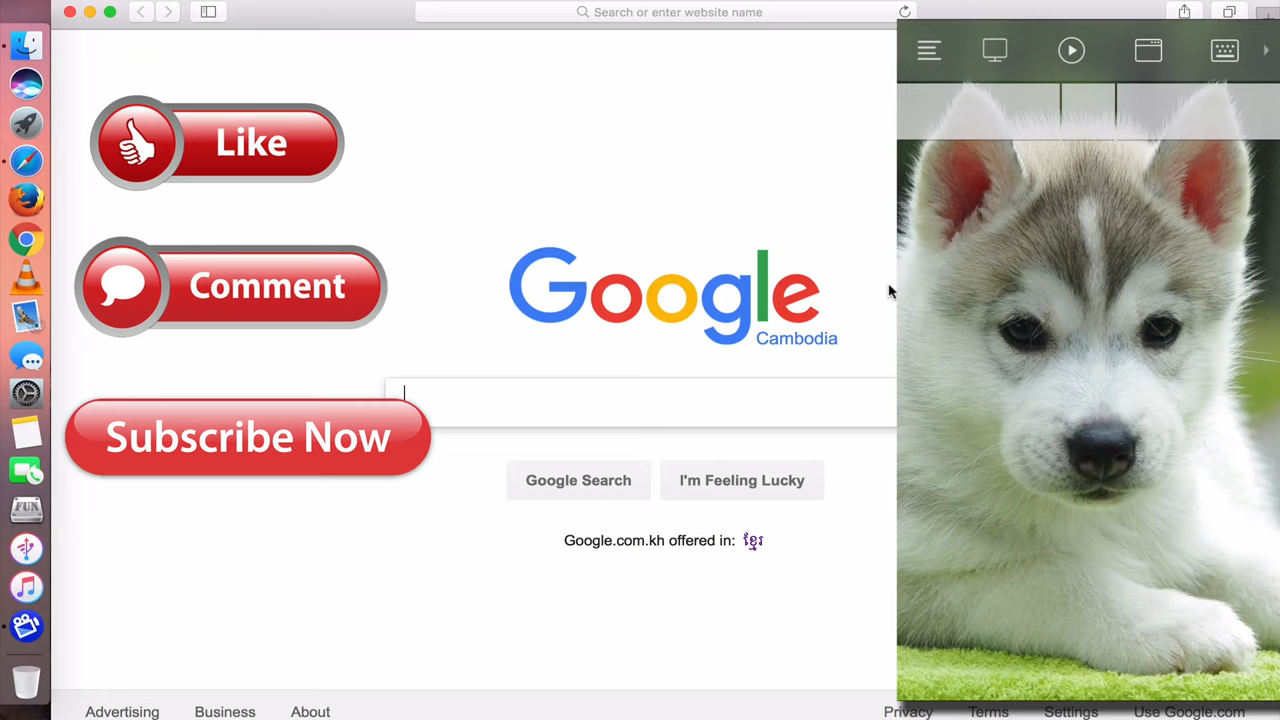 Search or enter website name
Like
Comment
Subscribe Now
Google
Cambodia
Google Search
I'm Feeling Lucky
Google.com.kh offered in: ខ្មែរ
FUN
Advertising
Business
About
Privacy
Terms
Settings
Use Google.com